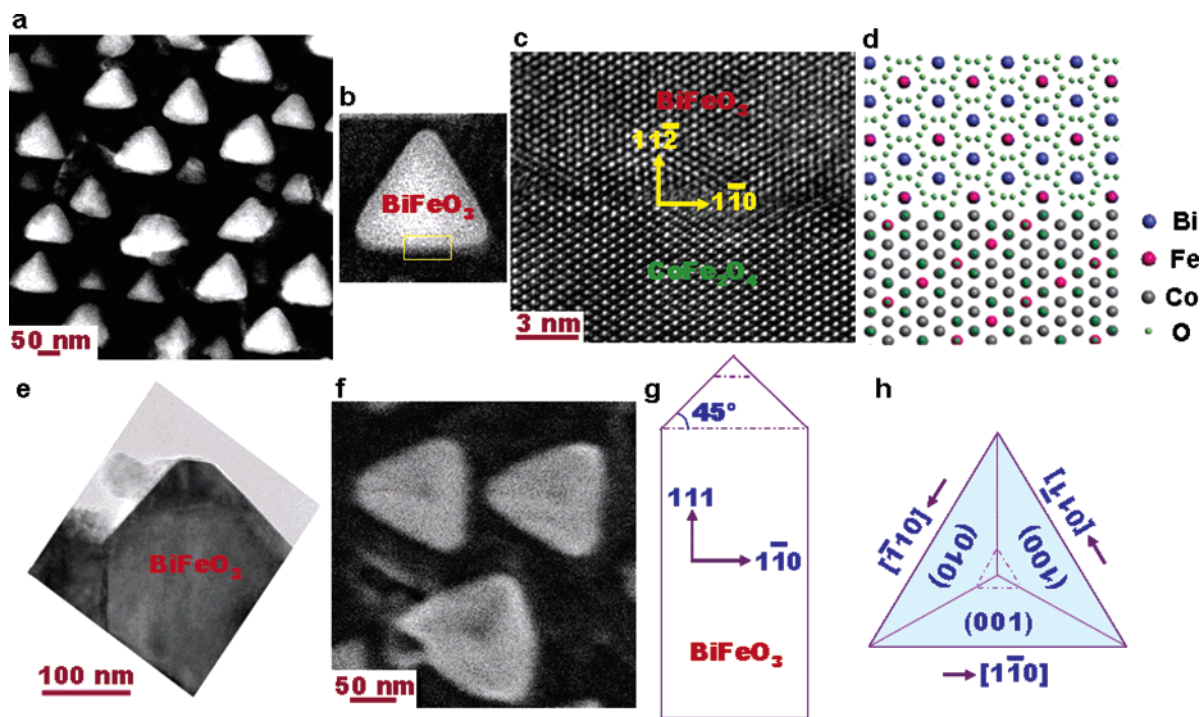 a
50 nm
b
BiFeO₃
c
BiFeO₃
112̄
11̄0
CoFe₂O₄
3 nm
d
Bi
Fe
Co
O
e
BiFeO₃
100 nm
f
50 nm
g
45°
111
11̄0
BiFeO₃
h
[1̄10]
[011̄]
(010)
(100)
(001)
[11̄0]